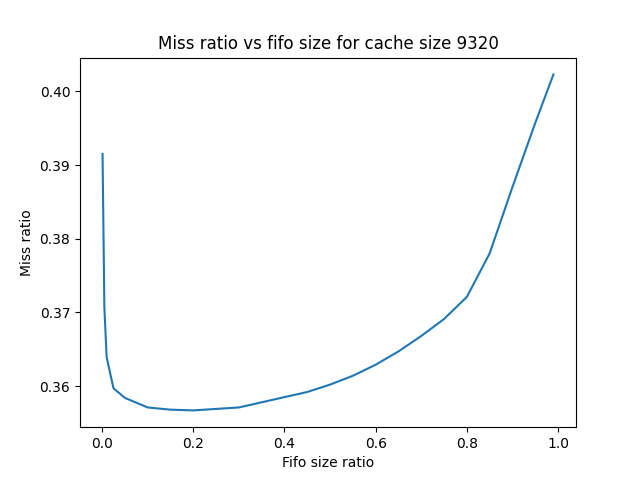 Miss ratio vs fifo size for cache size 9320
0.40
0.39
0.38
0.37
0.36
Miss ratio
0.0 0.2 0.4 0.6 0.8 1.0
Fifo size ratio